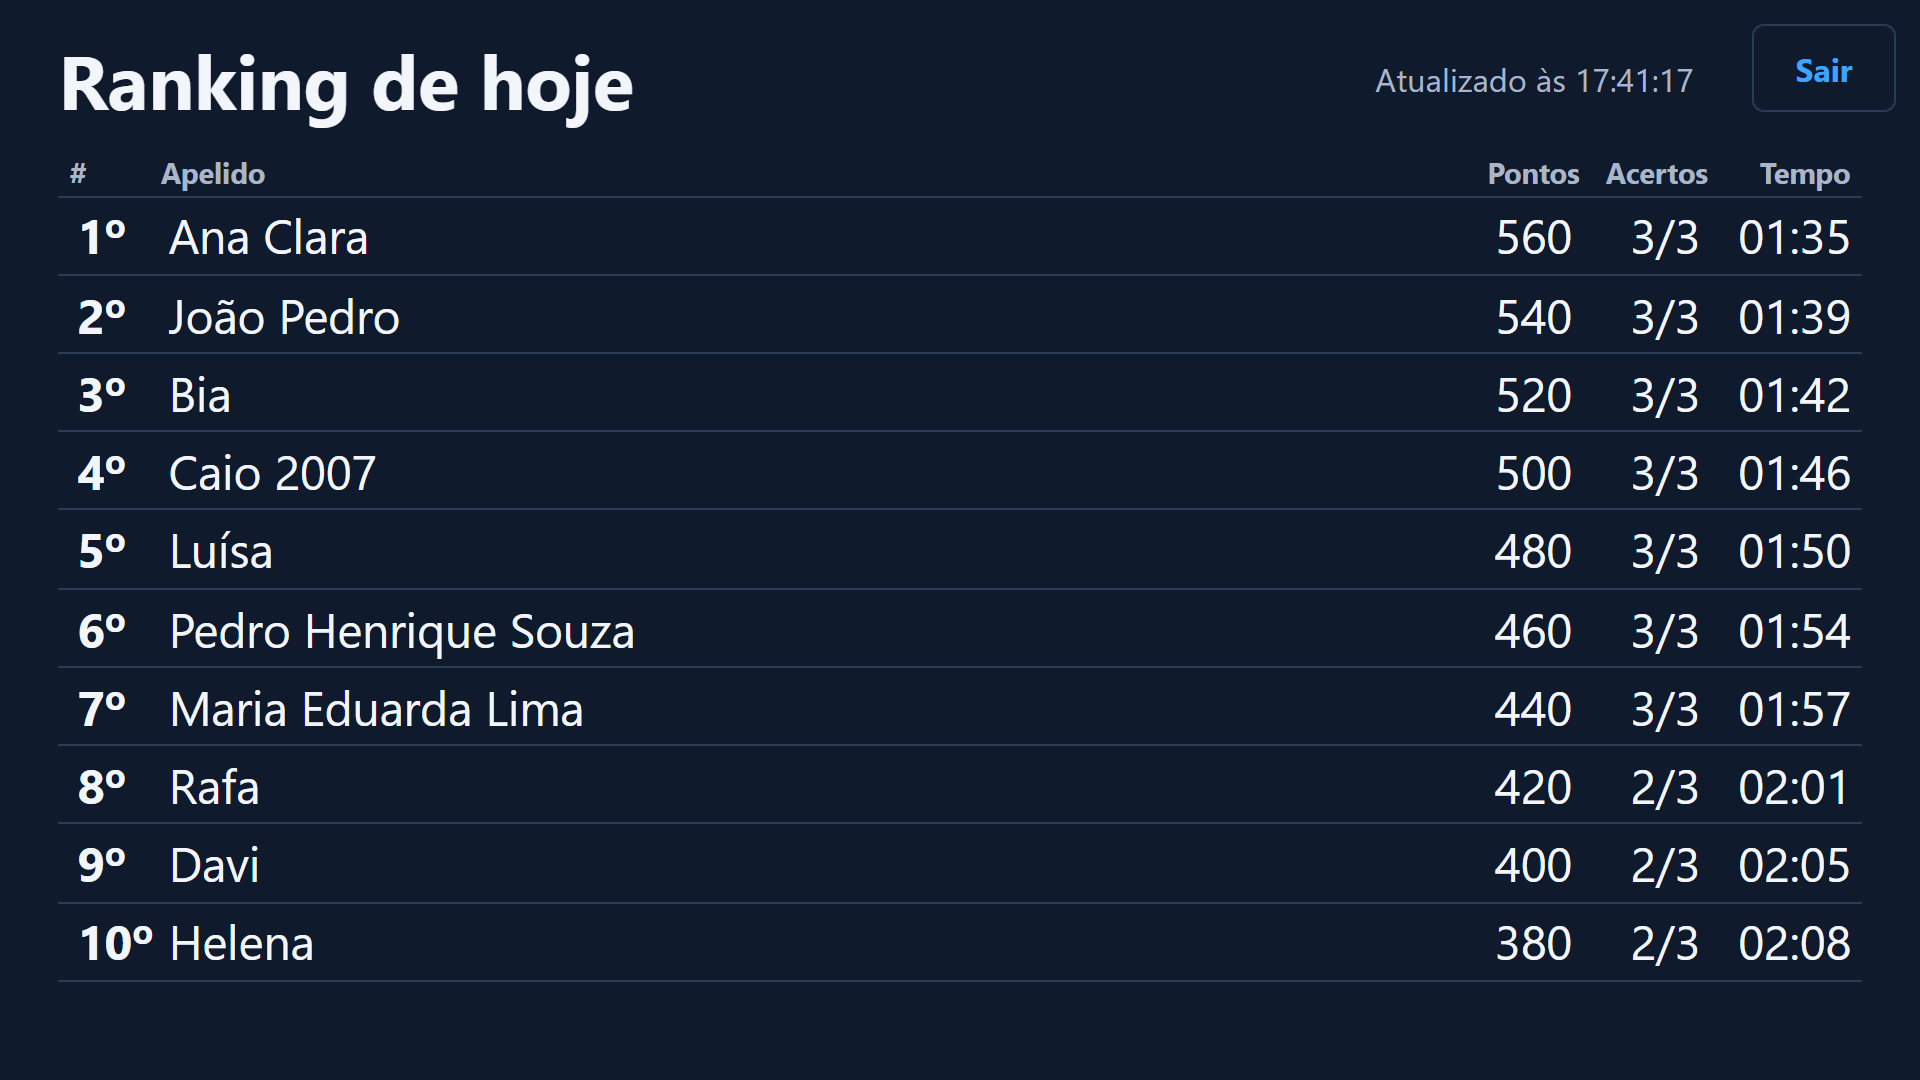 Ranking de hoje
Atualizado às 17:41:17
Sair
# Apelido Pontos Acertos Tempo
1º Ana Clara 560 3/3 01:35
2º João Pedro 540 3/3 01:39
3º Bia 520 3/3 01:42
4º Caio 2007 500 3/3 01:46
5º Luísa 480 3/3 01:50
6º Pedro Henrique Souza 460 3/3 01:54
7º Maria Eduarda Lima 440 3/3 01:57
8º Rafa 420 2/3 02:01
9º Davi 400 2/3 02:05
10º Helena 380 2/3 02:08